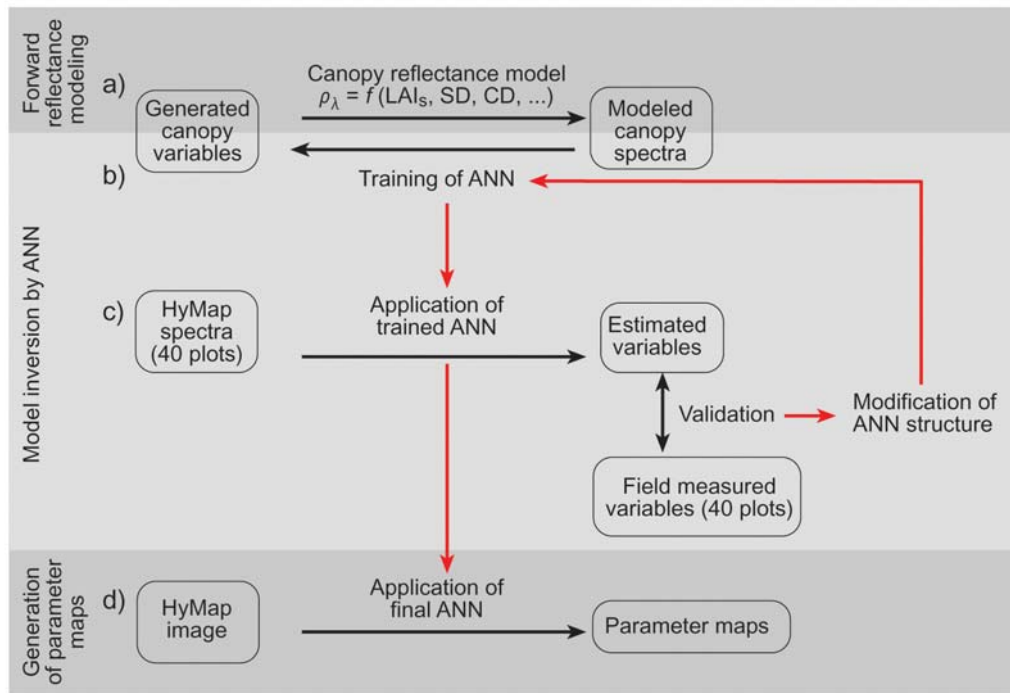 Forward
reflectance
modeling
a)
Generated
canopy
variables
Canopy reflectance model
ρλ = f (LAIs, SD, CD, ...)
Modeled
canopy
spectra
Model inversion by ANN
b)
Training of ANN
c)
HyMap
spectra
(40 plots)
Application of
trained ANN
Estimated
variables
Validation
Modification of
ANN structure
Field measured
variables (40 plots)
Generation
of parameter
maps
d)
HyMap
image
Application of
final ANN
Parameter maps